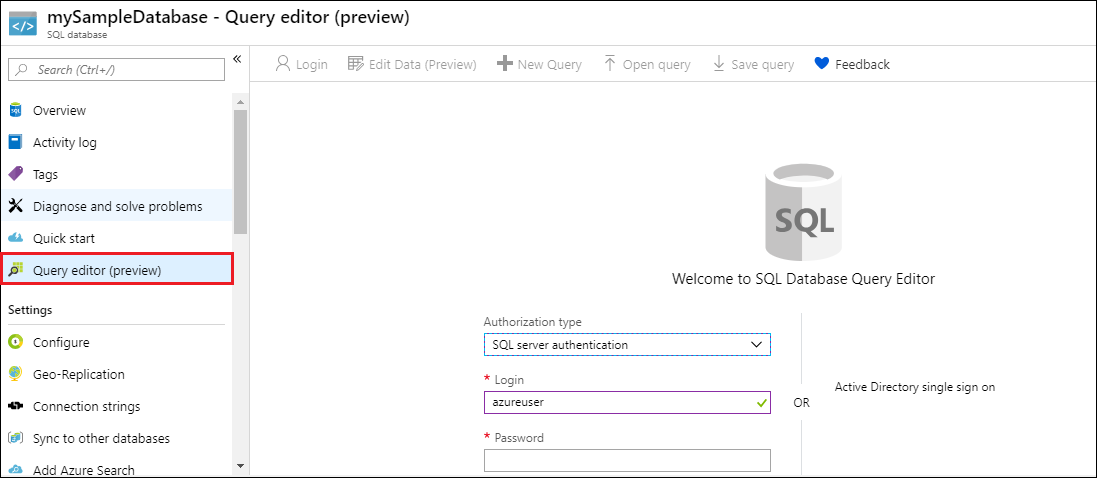 mySampleDatabase - Query editor (preview)
SQL database
Search (Ctrl+/)
«
Overview
Activity log
Tags
Diagnose and solve problems
Quick start
Query editor (preview)
Settings
Configure
Geo-Replication
Connection strings
Sync to other databases
Add Azure Search
Login Edit Data (Preview) New Query Open query Save query Feedback
SQL
Welcome to SQL Database Query Editor
Authorization type
SQL server authentication
* Login
azureuser
* Password
OR
Active Directory single sign on